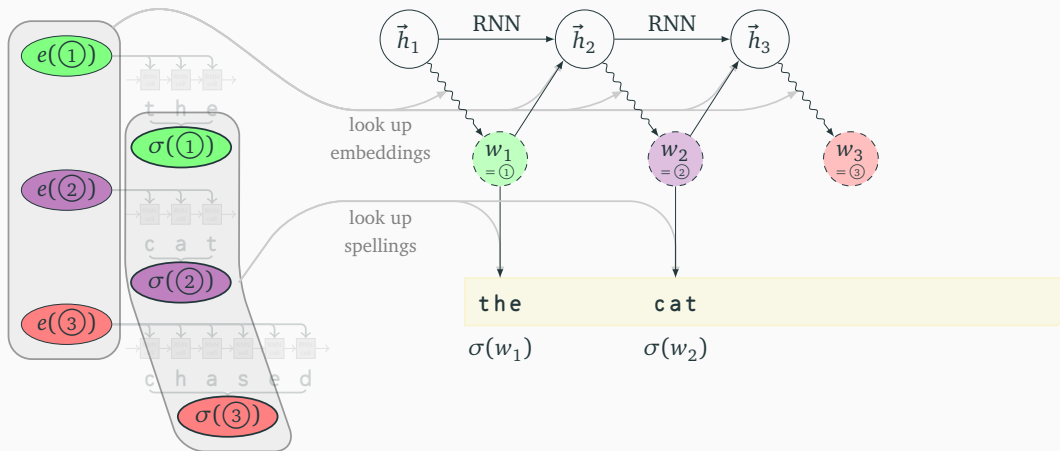 e(①)
t h e
σ(①)
e(②)
c a t
σ(②)
e(③)
c h a s e d
σ(③)
h⃗₁ RNN h⃗₂ RNN h⃗₃
look up
embeddings
w₁ w₂ w₃
=① =② =③
look up
spellings
the cat
σ(w₁) σ(w₂)